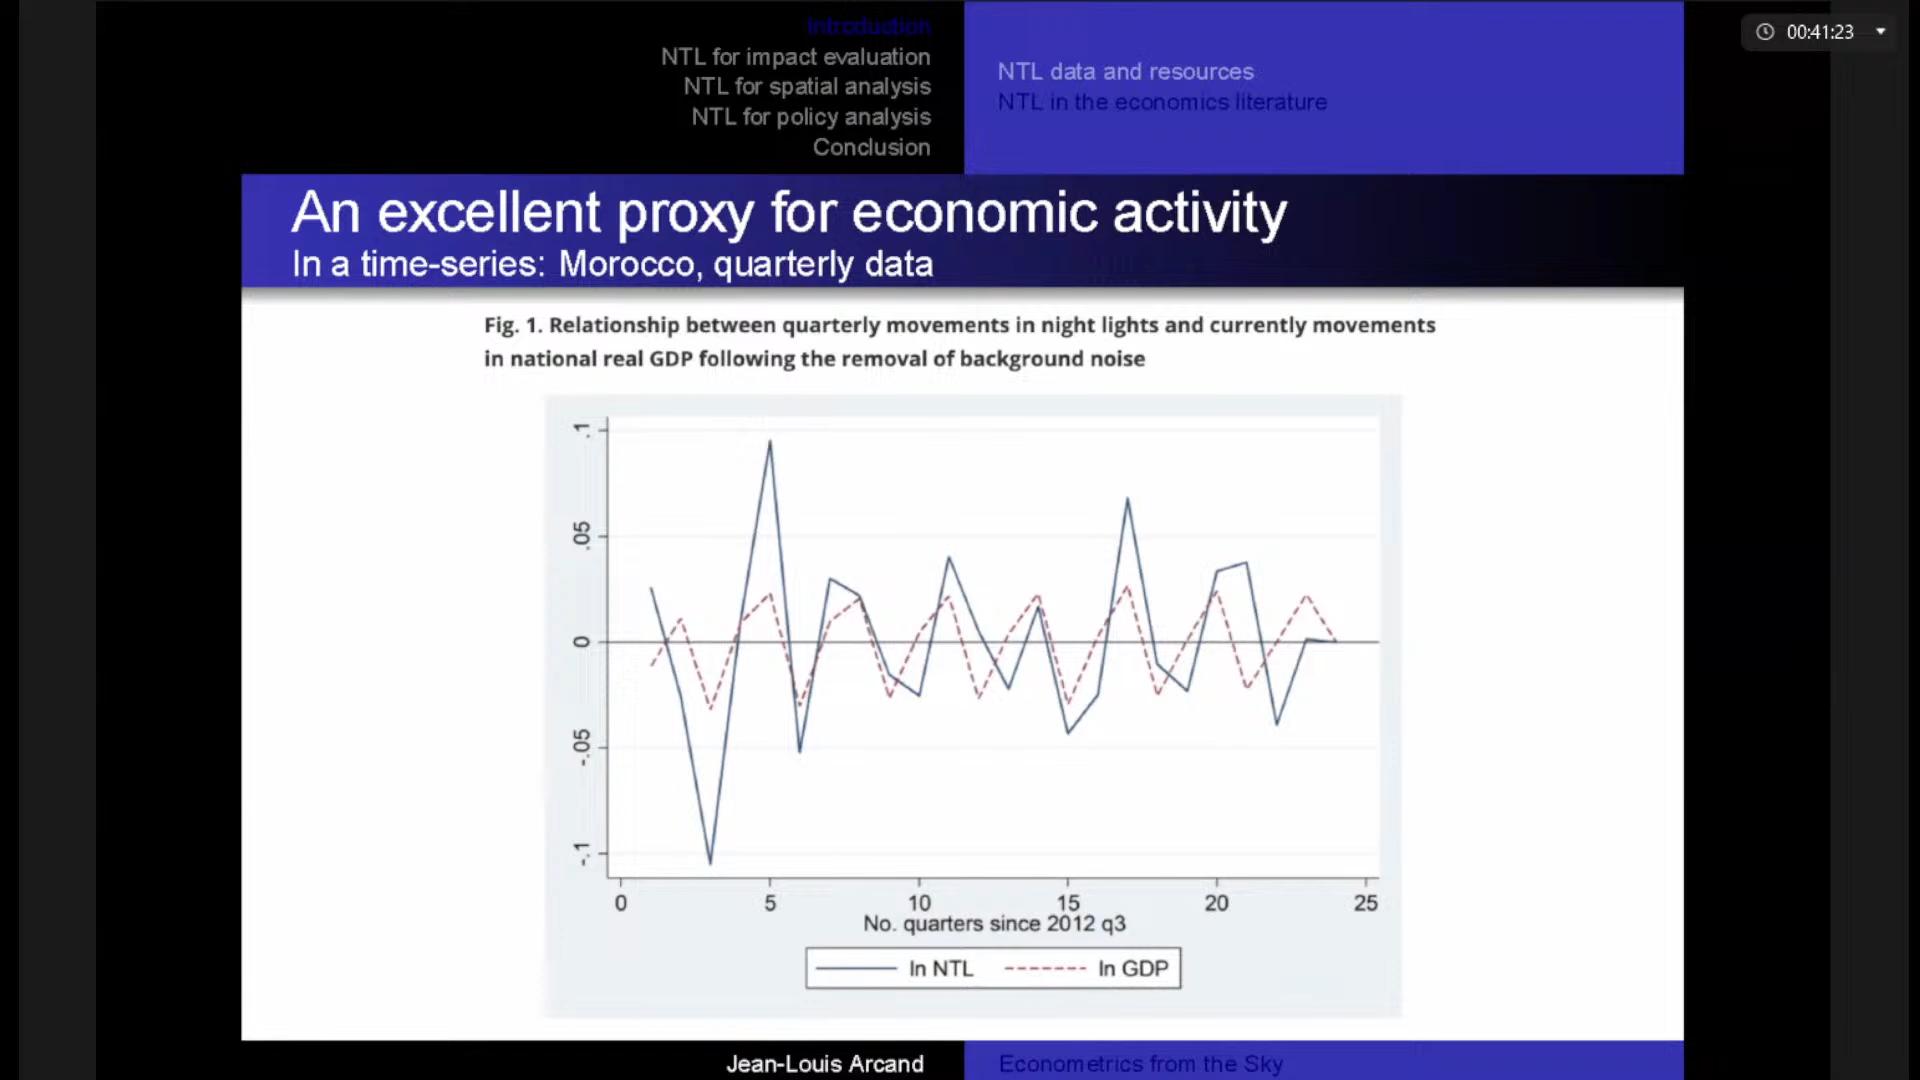 Introduction
NTL for impact evaluation
NTL for spatial analysis
NTL for policy analysis
Conclusion
NTL data and resources
NTL in the economics literature
00:41:23
An excellent proxy for economic activity
In a time-series: Morocco, quarterly data
Fig. 1. Relationship between quarterly movements in night lights and currently movements
in national real GDP following the removal of background noise
.1
.05
0
-.05
-.1
0 5 10 15 20 25
No. quarters since 2012 q3
ln NTL ln GDP
Jean-Louis Arcand
Econometrics from the Sky